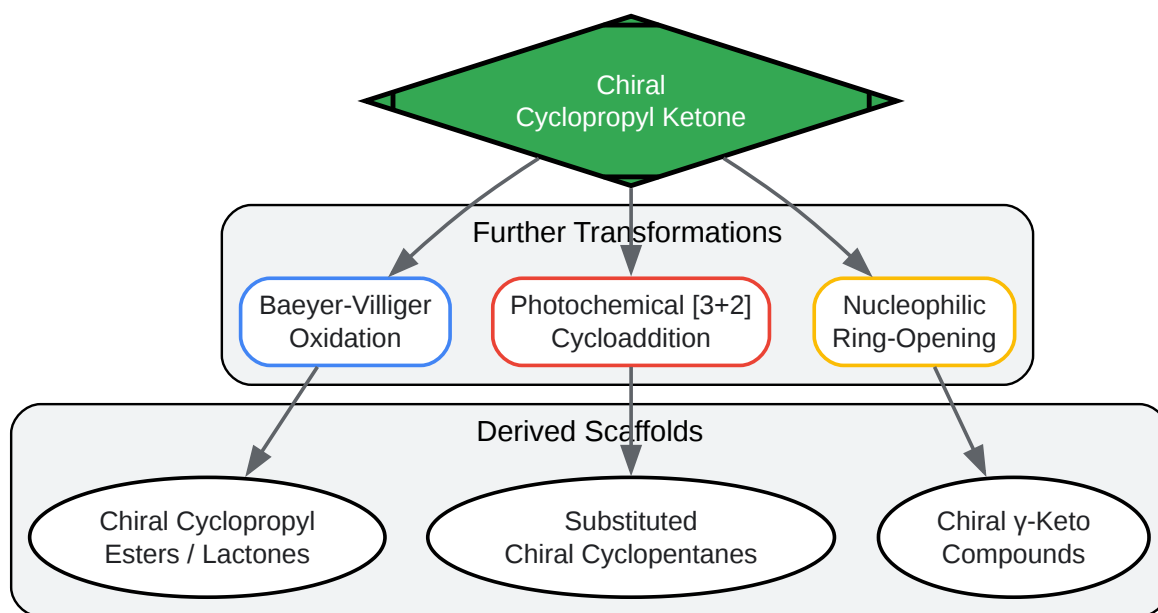 Chiral
Cyclopropyl Ketone
Further Transformations
Baeyer-Villiger
Oxidation
Photochemical [3+2]
Cycloaddition
Nucleophilic
Ring-Opening
Derived Scaffolds
Chiral Cyclopropyl
Esters / Lactones
Substituted
Chiral Cyclopentanes
Chiral γ-Keto
Compounds